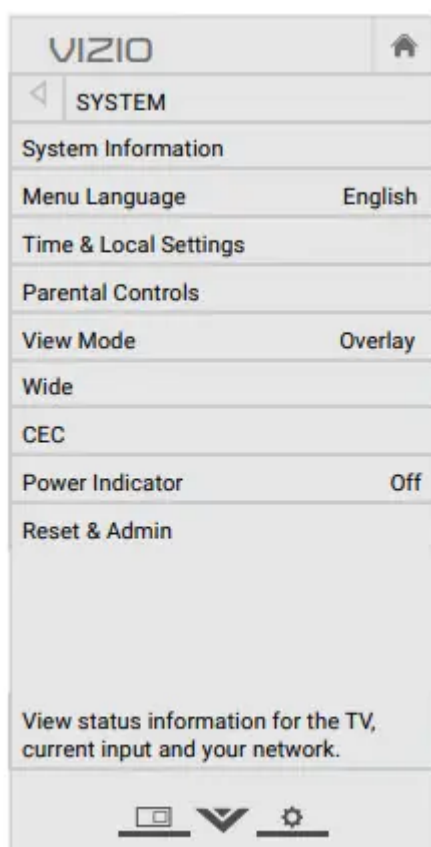 VIZIO
SYSTEM
System Information
Menu Language English
Time & Local Settings
Parental Controls
View Mode Overlay
Wide
CEC
Power Indicator Off
Reset & Admin
View status information for the TV,
current input and your network.